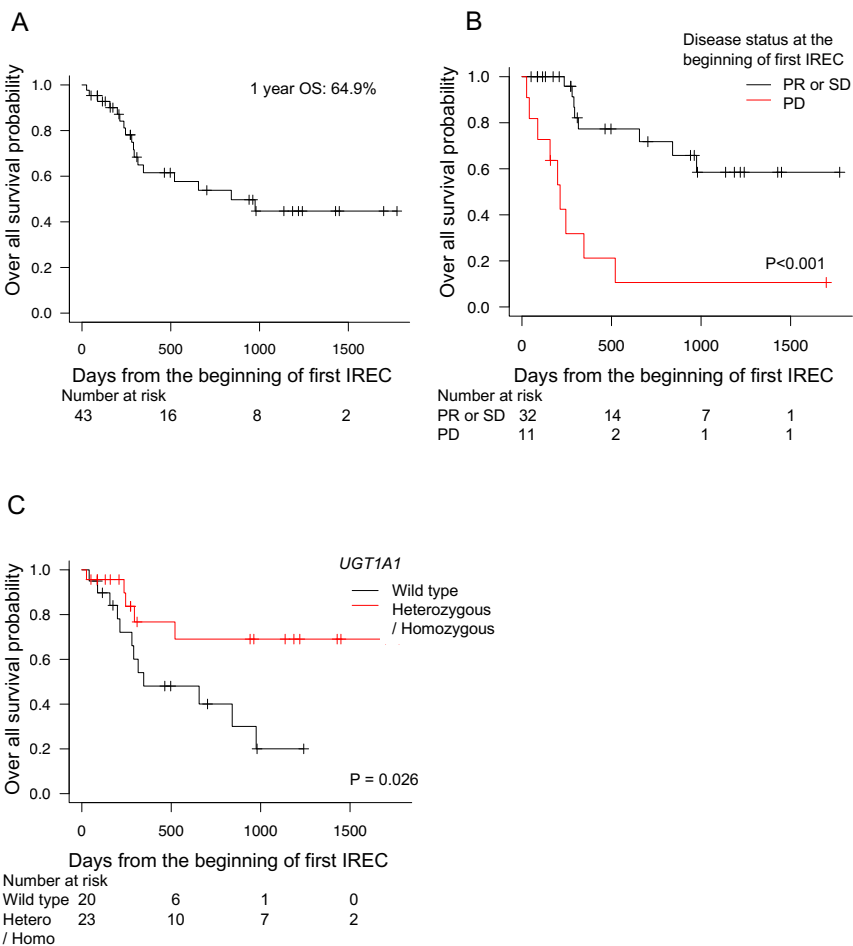 A
1 year OS: 64.9%
Over all survival probability
1.0
0.8
0.6
0.4
0.2
0.0
0 500 1000 1500
Days from the beginning of first IREC
Number at risk
43 16 8 2
B
Disease status at the
beginning of first IREC
PR or SD
PD
Over all survival probability
1.0
0.8
0.6
0.4
0.2
0.0
P<0.001
0 500 1000 1500
Days from the beginning of first IREC
Number at risk
PR or SD 32 14 7 1
PD 11 2 1 1
C
UGT1A1
Wild type
Heterozygous
/ Homozygous
Over all survival probability
1.0
0.8
0.6
0.4
0.2
0.0
P = 0.026
0 500 1000 1500
Days from the beginning of first IREC
Number at risk
Wild type 20 6 1 0
Hetero 23 10 7 2
/ Homo